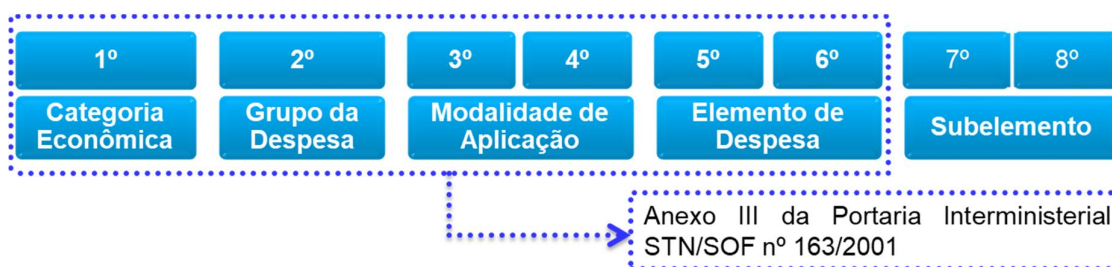 1º 2º 3º 4º 5º 6º 7º 8º
Categoria Econômica
Grupo da Despesa
Modalidade de Aplicação
Elemento de Despesa
Subelemento
Anexo III da Portaria Interministerial
STN/SOF nº 163/2001